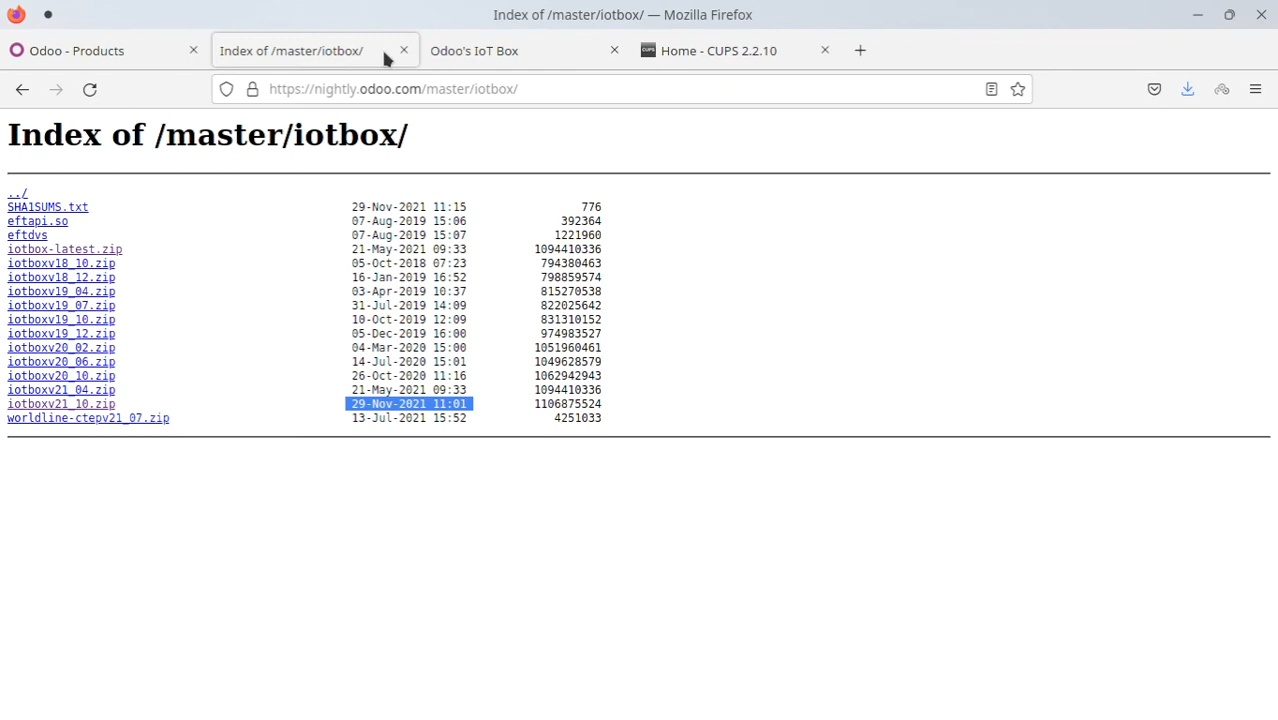 Index of /master/iotbox/ — Mozilla Firefox
Odoo - Products
Index of /master/iotbox/
Odoo's IoT Box
CUPS Home - CUPS 2.2.10
https://nightly.odoo.com/master/iotbox/
Index of /master/iotbox/
../
SHA1SUMS.txt 29-Nov-2021 11:15 776
eftapi.so 07-Aug-2019 15:06 392364
eftdvs 07-Aug-2019 15:07 1221960
iotbox-latest.zip 21-May-2021 09:33 1094410336
iotboxv18_10.zip 05-Oct-2018 07:23 794380463
iotboxv18_12.zip 16-Jan-2019 16:52 798859574
iotboxv19_04.zip 03-Apr-2019 10:37 815270538
iotboxv19_07.zip 31-Jul-2019 14:09 822025642
iotboxv19_10.zip 10-Oct-2019 12:09 831310152
iotboxv19_12.zip 05-Dec-2019 16:00 974983527
iotboxv20_02.zip 04-Mar-2020 15:00 1051960461
iotboxv20_06.zip 14-Jul-2020 15:01 1049628579
iotboxv20_10.zip 26-Oct-2020 11:16 1062942943
iotboxv21_04.zip 21-May-2021 09:33 1094410336
iotboxv21_10.zip 29-Nov-2021 11:01 1106875524
worldline-ctepv21_07.zip 13-Jul-2021 15:52 4251033